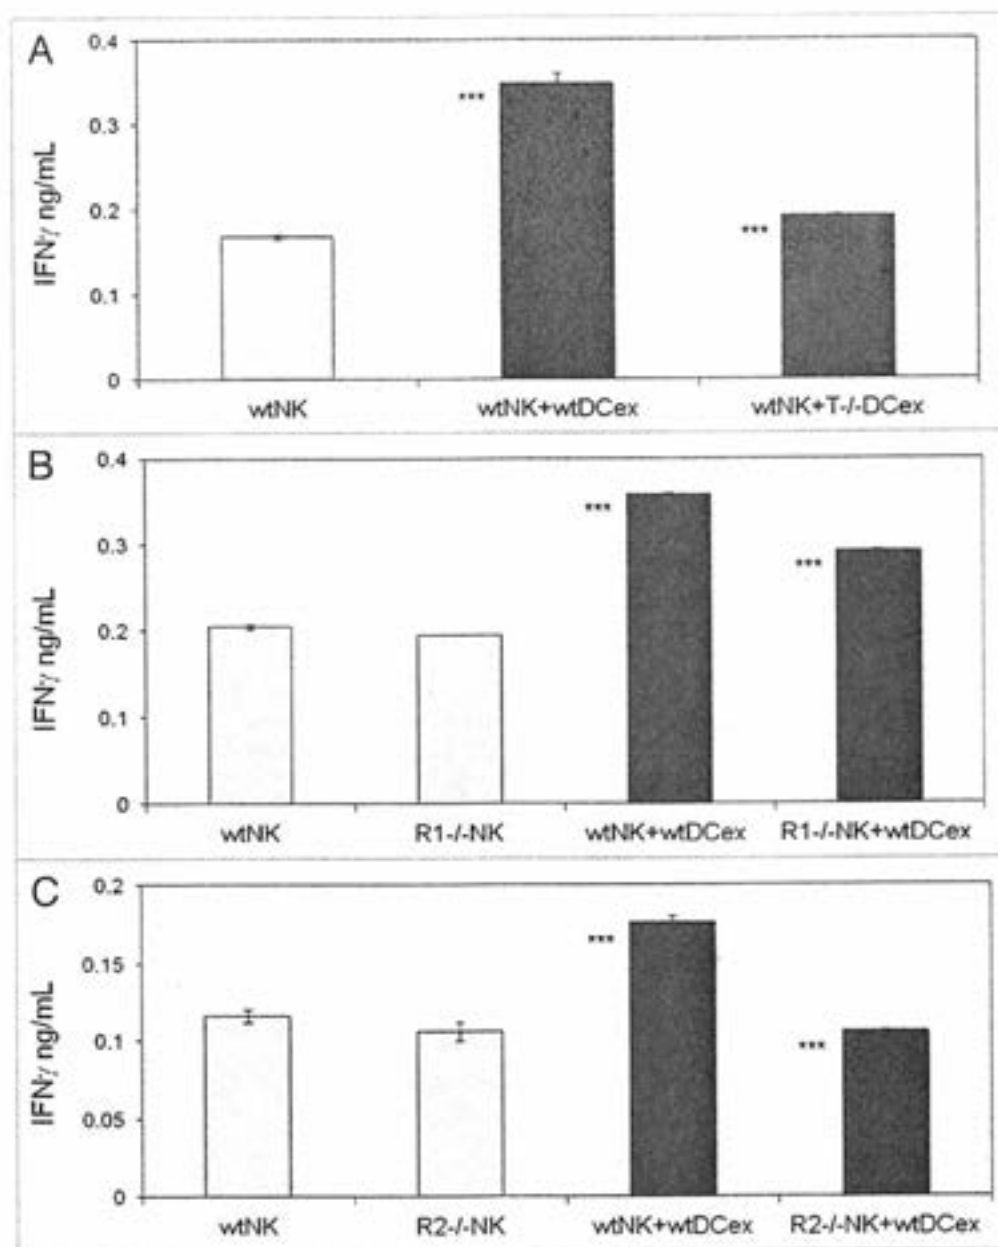 A
0.4
0.3
0.2
0.1
0
IFNγ ng/mL
***
***
wtNK wtNK+wtDCex wtNK+T-/-DCex
B
0.4
0.3
0.2
0.1
0
IFNγ ng/mL
***
***
wtNK R1-/-NK wtNK+wtDCex R1-/-NK+wtDCex
C
0.2
0.15
0.1
0.05
0
IFNγ ng/mL
***
***
wtNK R2-/-NK wtNK+wtDCex R2-/-NK+wtDCex